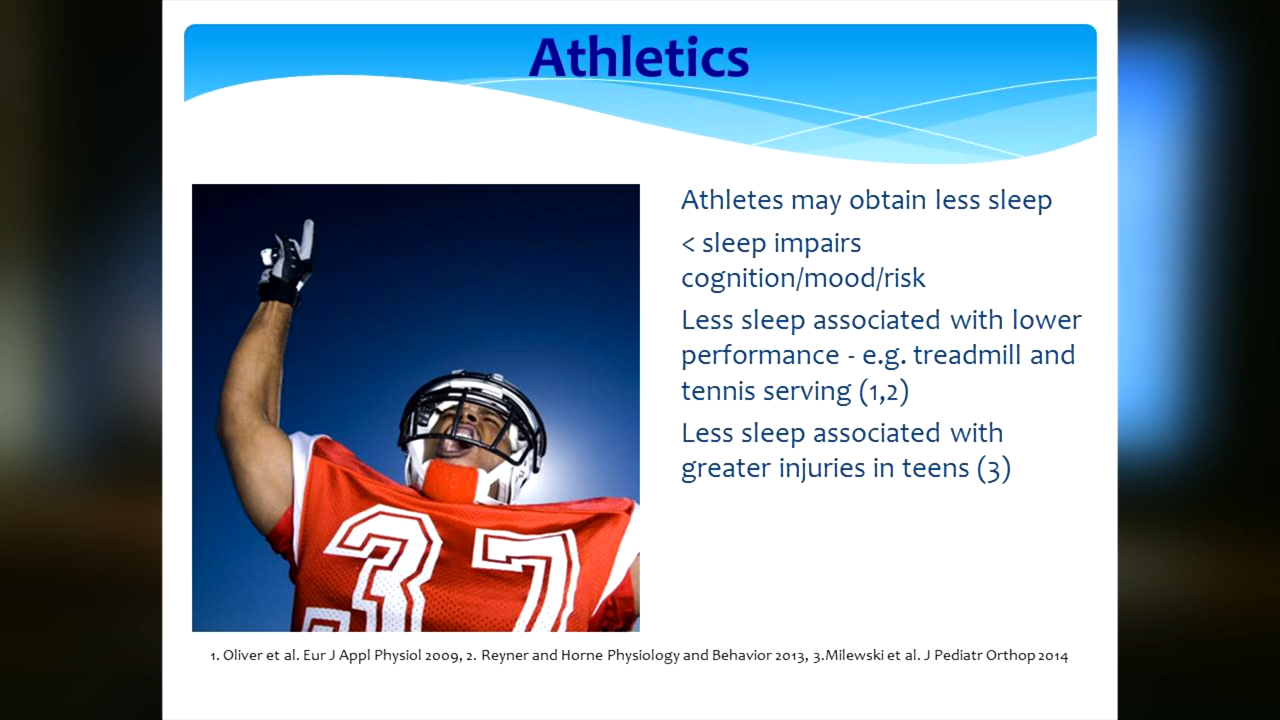 Athletics
Athletes may obtain less sleep
< sleep impairs
cognition/mood/risk
Less sleep associated with lower
performance - e.g. treadmill and
tennis serving (1,2)
Less sleep associated with
greater injuries in teens (3)
37
1. Oliver et al. Eur J Appl Physiol 2009, 2. Reyner and Horne Physiology and Behavior 2013, 3.Milewski et al. J Pediatr Orthop 2014